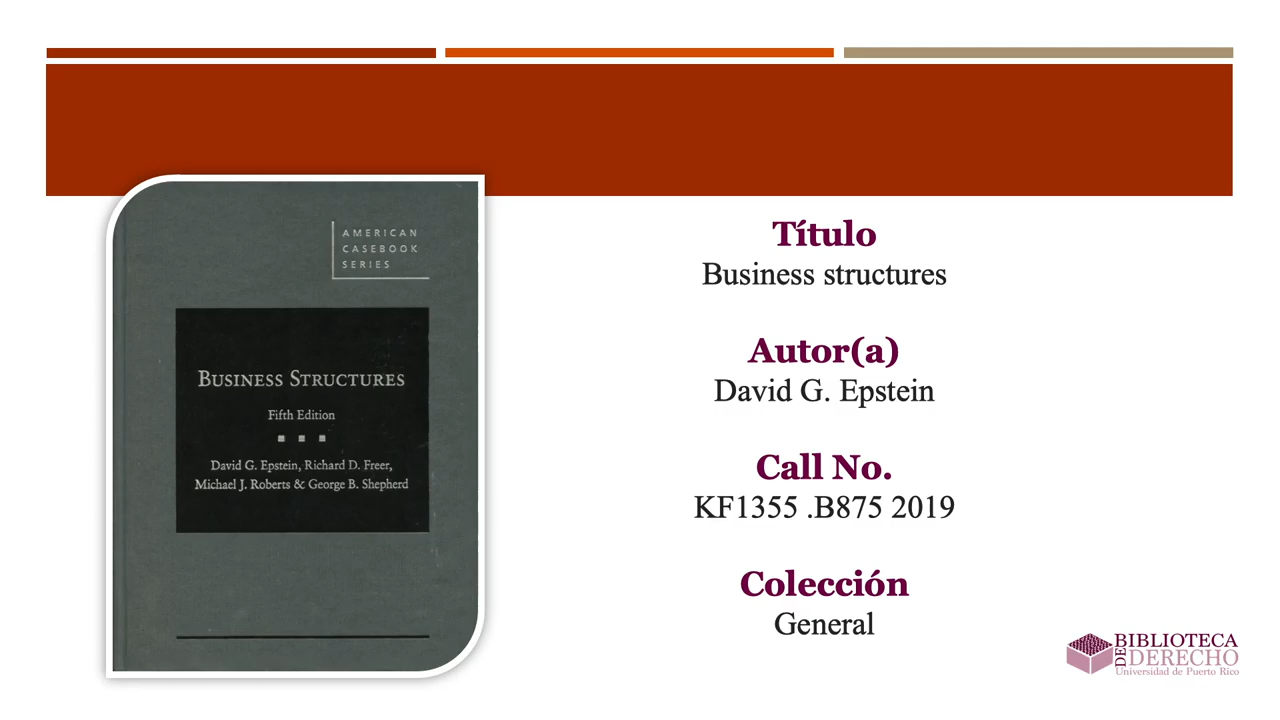 AMERICAN
CASEBOOK
SERIES
BUSINESS STRUCTURES
Fifth Edition
David G. Epstein, Richard D. Freer,
Michael J. Roberts & George B. Shepherd
Título
Business structures
Autor(a)
David G. Epstein
Call No.
KF1355 .B875 2019
Colección
General
BIBLIOTECA
DE DERECHO
Universidad de Puerto Rico